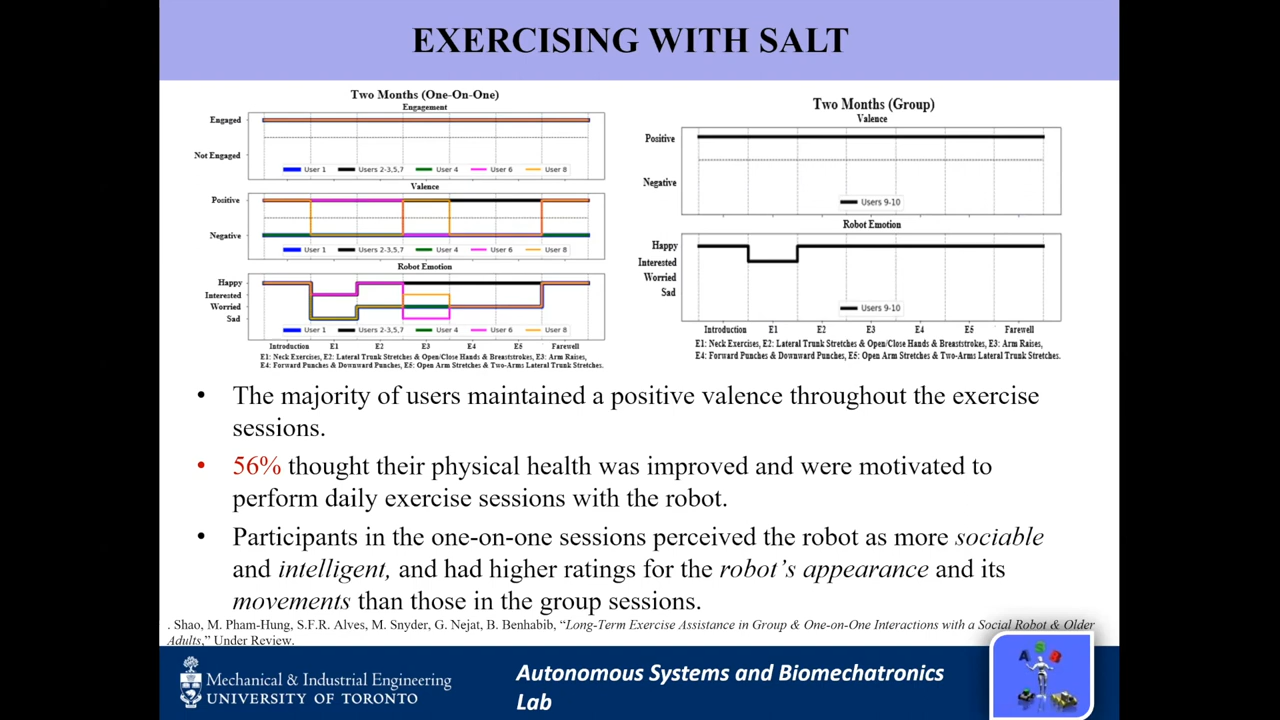 EXERCISING WITH SALT
Two Months (One-On-One)
Engagement
Engaged
Not Engaged
User 1 Users 2-3,5,7 User 4 User 6 User 8
Valence
Positive
Negative
User 1 Users 2-3,5,7 User 4 User 6 User 8
Robot Emotion
Happy
Interested
Worried
Sad
User 1 Users 2-3,5,7 User 4 User 6 User 8
Introduction E1 E2 E3 E4 E5 Farewell
E1: Neck Exercises, E2: Lateral Trunk Stretches & Open/Close Hands & Breaststrokes, E3: Arm Raises,
E4: Forward Punches & Downward Punches, E5: Open Arm Stretches & Two-Arms Lateral Trunk Stretches.
Two Months (Group)
Valence
Positive
Negative
Users 9-10
Robot Emotion
Happy
Interested
Worried
Sad
Users 9-10
Introduction E1 E2 E3 E4 E5 Farewell
E1: Neck Exercises, E2: Lateral Trunk Stretches & Open/Close Hands & Breaststrokes, E3: Arm Raises,
E4: Forward Punches & Downward Punches, E5: Open Arm Stretches & Two-Arms Lateral Trunk Stretches.
• The majority of users maintained a positive valence throughout the exercise
sessions.
• 56% thought their physical health was improved and were motivated to
perform daily exercise sessions with the robot.
• Participants in the one-on-one sessions perceived the robot as more sociable
and intelligent, and had higher ratings for the robot's appearance and its
movements than those in the group sessions.
. Shao, M. Pham-Hung, S.F.R. Alves, M. Snyder, G. Nejat, B. Benhabib, “Long-Term Exercise Assistance in Group & One-on-One Interactions with a Social Robot & Older
Adults,” Under Review.
Mechanical & Industrial Engineering
UNIVERSITY OF TORONTO
Autonomous Systems and Biomechatronics
Lab
A S B